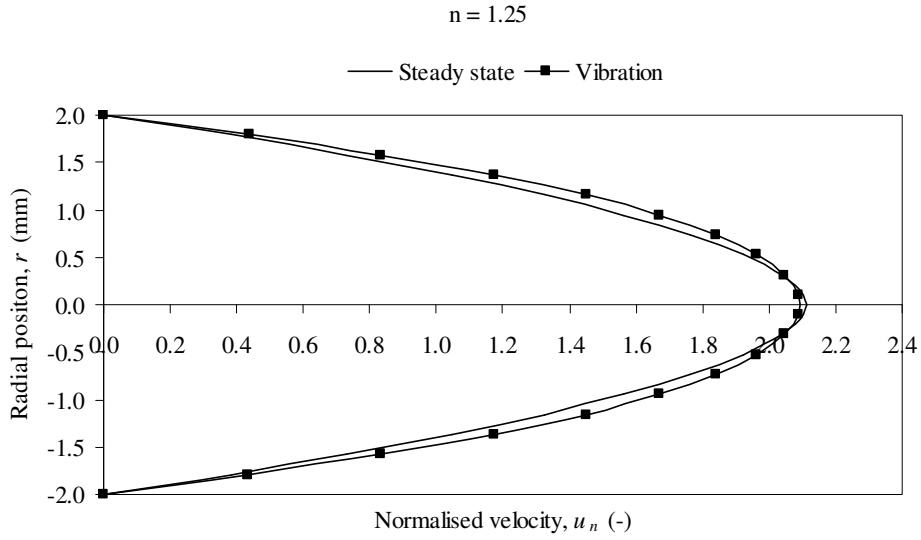 n = 1.25
Steady state Vibration
2.0
1.5
1.0
0.5
0.0
-0.5
-1.0
-1.5
-2.0
Radial positon, r (mm)
0.0 0.2 0.4 0.6 0.8 1.0 1.2 1.4 1.6 1.8 2.0 2.2 2.4
Normalised velocity, u n (-)